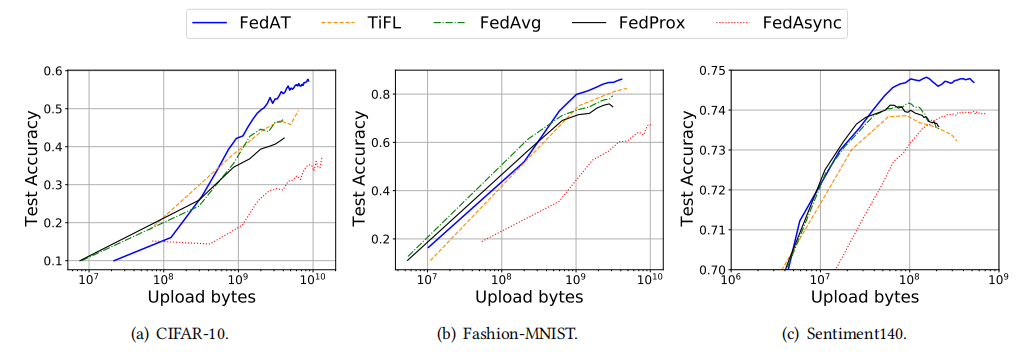 FedAT TiFL FedAvg FedProx FedAsync
0.6
0.5
0.4
0.3
0.2
0.1
Test Accuracy
10⁷ 10⁸ 10⁹ 10¹⁰
Upload bytes
(a) CIFAR-10.
0.8
0.6
0.4
0.2
Test Accuracy
10⁷ 10⁸ 10⁹ 10¹⁰
Upload bytes
(b) Fashion-MNIST.
0.75
0.74
0.73
0.72
0.71
0.70
Test Accuracy
10⁶ 10⁷ 10⁸ 10⁹
Upload bytes
(c) Sentiment140.